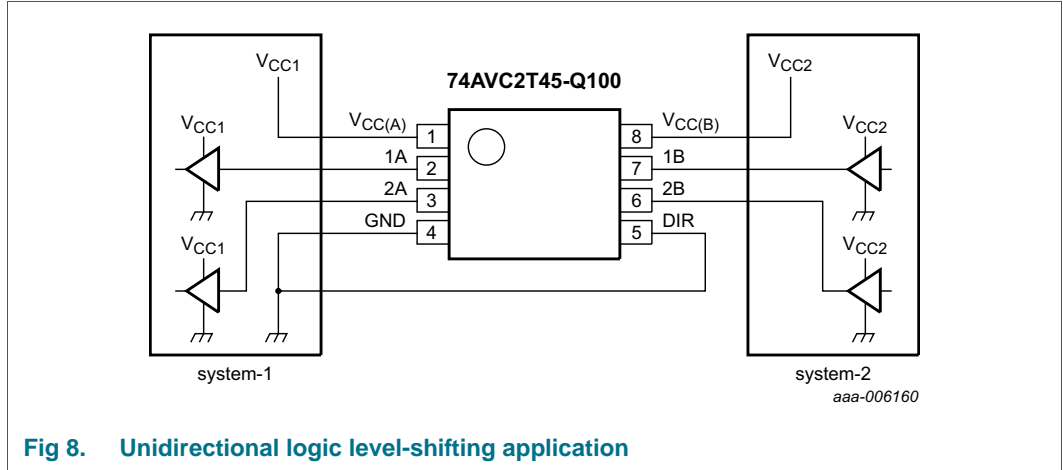 VCC1
VCC2
74AVC2T45-Q100
VCC1
VCC(A)
1
8
VCC(B)
VCC2
1A
2
7
1B
2A
3
6
2B
GND
4
5
DIR
VCC1
VCC2
system-1
system-2
aaa-006160
Fig 8. Unidirectional logic level-shifting application